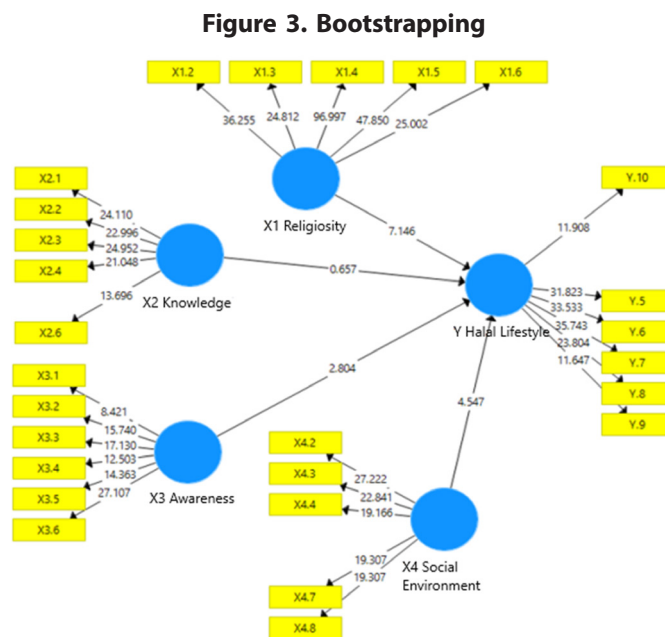 Figure 3. Bootstrapping
X1.2
X1.3
X1.4
X1.5
X1.6
36.255
24.812
96.997
47.850
25.002
X1 Religiosity
7.146
X2.1
X2.2
X2.3
X2.4
X2.6
24.110
22.996
24.952
21.048
13.696
X2 Knowledge
0.657
Y.10
11.908
Y Halal Lifestyle
31.823
33.533
35.743
23.804
11.647
Y.5
Y.6
Y.7
Y.8
Y.9
X3.1
X3.2
X3.3
X3.4
X3.5
X3.6
8.421
15.740
17.130
12.503
14.363
27.107
X3 Awareness
2.804
4.547
X4.2
X4.3
X4.4
X4.7
X4.8
27.222
22.841
19.166
19.307
19.307
X4 Social
Environment